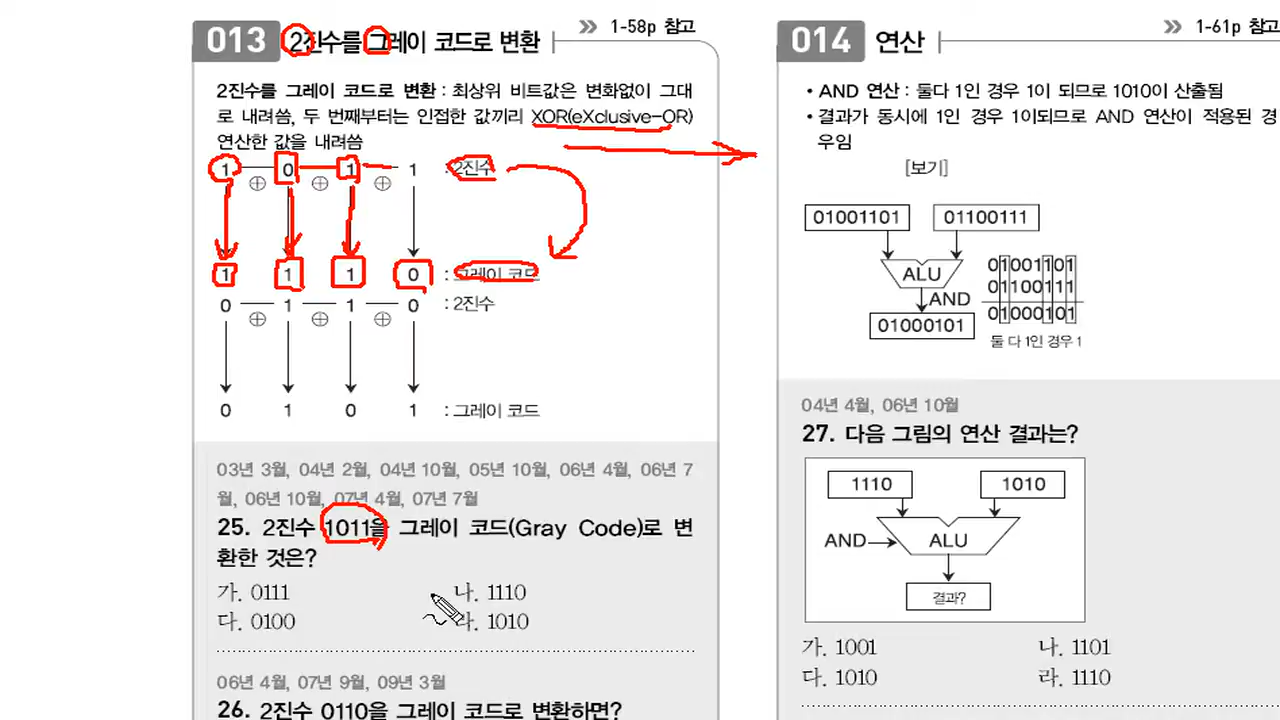 013 2진수를 그레이 코드로 변환 1-58p 참고
2진수를 그레이 코드로 변환 : 최상위 비트값은 변화없이 그대
로 내려씀, 두 번째부터는 인접한 값끼리 XOR(eXclusive-OR)
연산한 값을 내려씀
1 ⊕ 0 ⊕ 1 ⊕ 1 : 2진수
1 1 1 0 : 그레이 코드
0 ⊕ 1 ⊕ 1 ⊕ 0 : 2진수
0 1 0 1 : 그레이 코드
03년 3월, 04년 2월, 04년 10월, 05년 10월, 06년 4월, 06년 7
월, 06년 10월, 07년 4월, 07년 7월
25. 2진수 1011을 그레이 코드(Gray Code)로 변
환한 것은?
가. 0111 나. 1110
다. 0100 라. 1010
06년 4월, 07년 9월, 09년 3월
26. 2진수 0110을 그레이 코드로 변환하면?
014 연산 1-61p 참고
• AND 연산 : 둘다 1인 경우 1이 되므로 1010이 산출됨
• 결과가 동시에 1인 경우 1이되므로 AND 연산이 적용된 경
우임
[보기]
01001101 01100111
ALU
AND
01000101
01001101
01100111
01000101
둘 다 1인 경우 1
04년 4월, 06년 10월
27. 다음 그림의 연산 결과는?
1110 1010
AND ALU
결과?
가. 1001 나. 1101
다. 1010 라. 1110